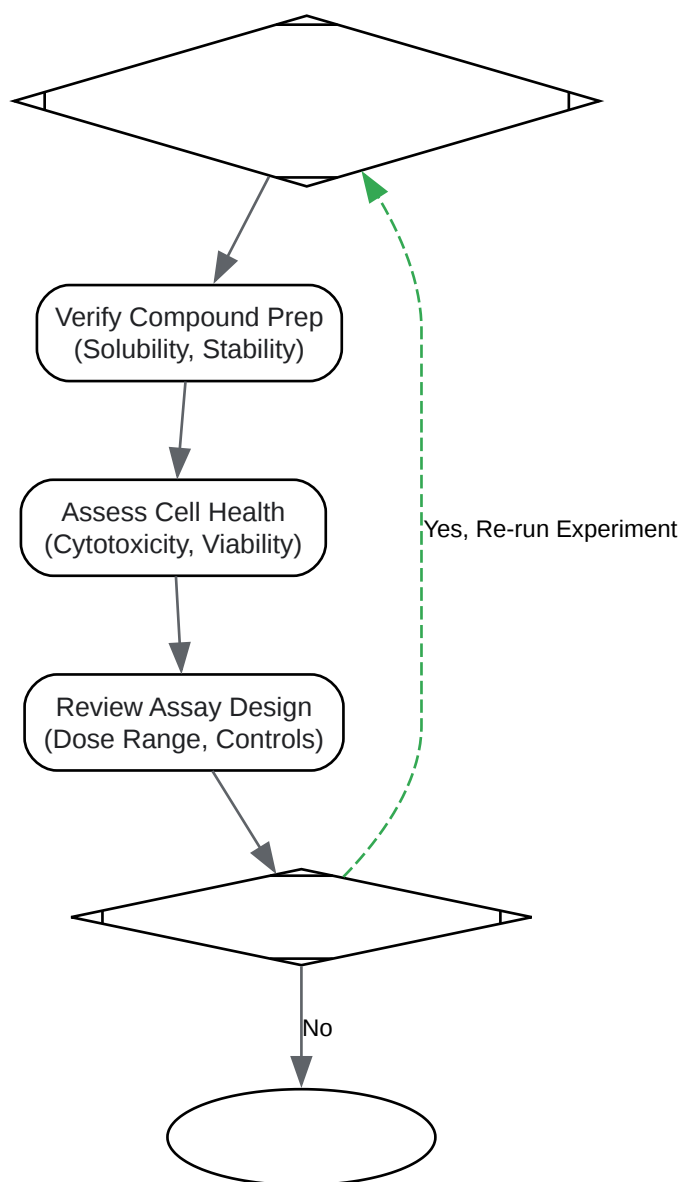 Verify Compound Prep
(Solubility, Stability)
Assess Cell Health
(Cytotoxicity, Viability)
Yes, Re-run Experiment
Review Assay Design
(Dose Range, Controls)
No